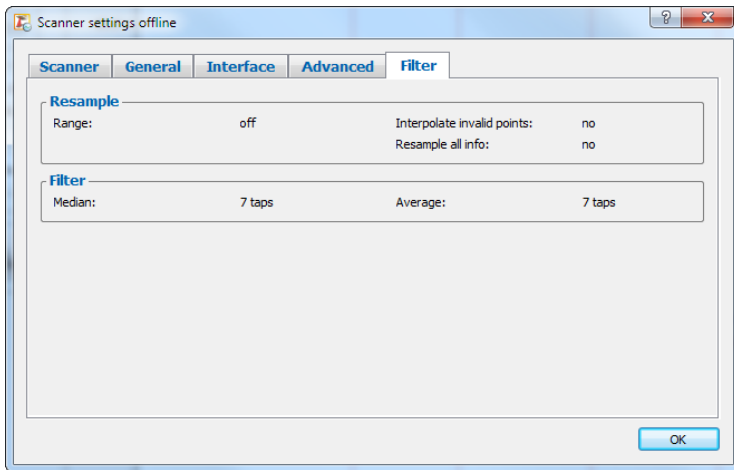 Scanner settings offline
Scanner General Interface Advanced Filter
Resample
Range: off Interpolate invalid points: no
Resample all info: no
Filter
Median: 7 taps Average: 7 taps
OK